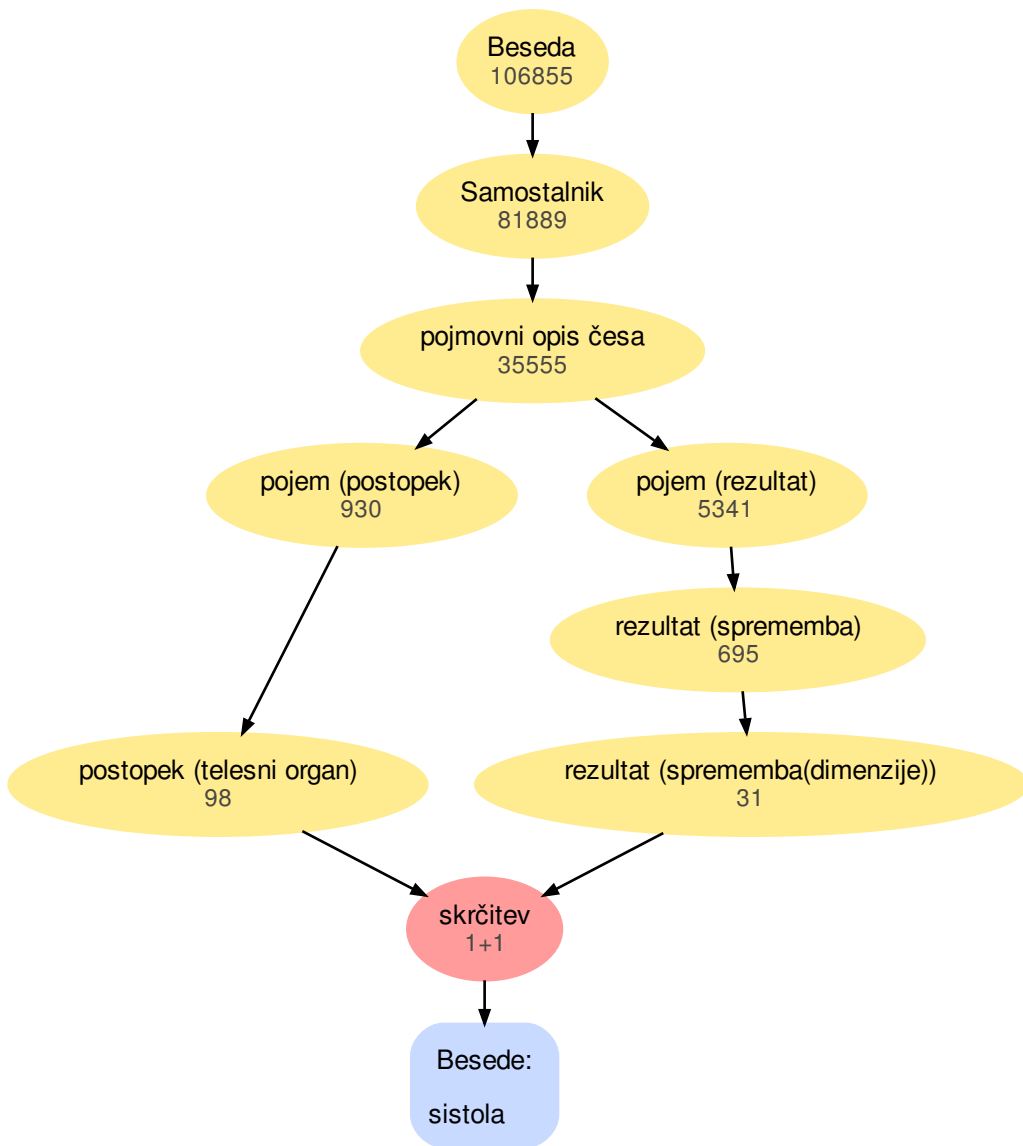 Beseda
106855
Samostalnik
81889
pojmovni opis česa
35555
pojem (postopek)
930
pojem (rezultat)
5341
rezultat (sprememba)
695
postopek (telesni organ)
98
rezultat (sprememba(dimenzije))
31
skrčitev
1+1
Besede:
sistola